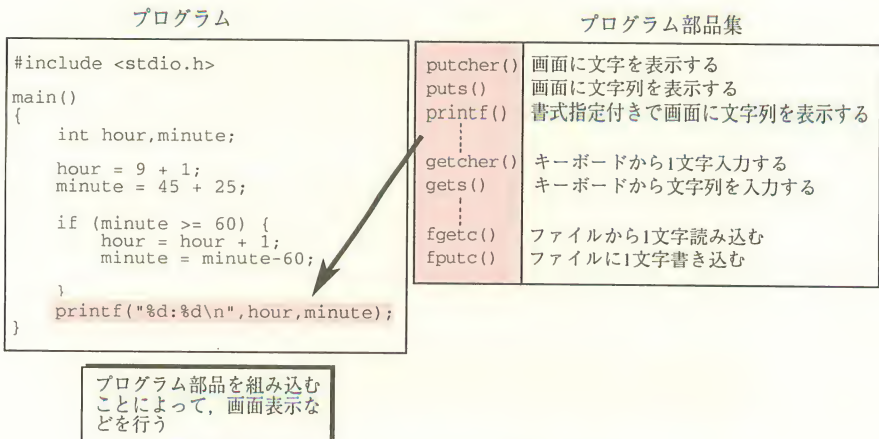 プログラム
#include <stdio.h>
main()
{
int hour,minute;
hour = 9 + 1;
minute = 45 + 25;
if (minute >= 60) {
hour = hour + 1;
minute = minute-60;
}
printf("%d:%d\n",hour,minute);
}
プログラム部品を組み込む
ことによって，画面表示な
どを行う
プログラム部品集
putcher() 画面に文字を表示する
puts() 画面に文字列を表示する
printf() 書式指定付きで画面に文字列を表示する
getcher() キーボードから1文字入力する
gets() キーボードから文字列を入力する
fgetc() ファイルから1文字読み込む
fputc() ファイルに1文字書き込む